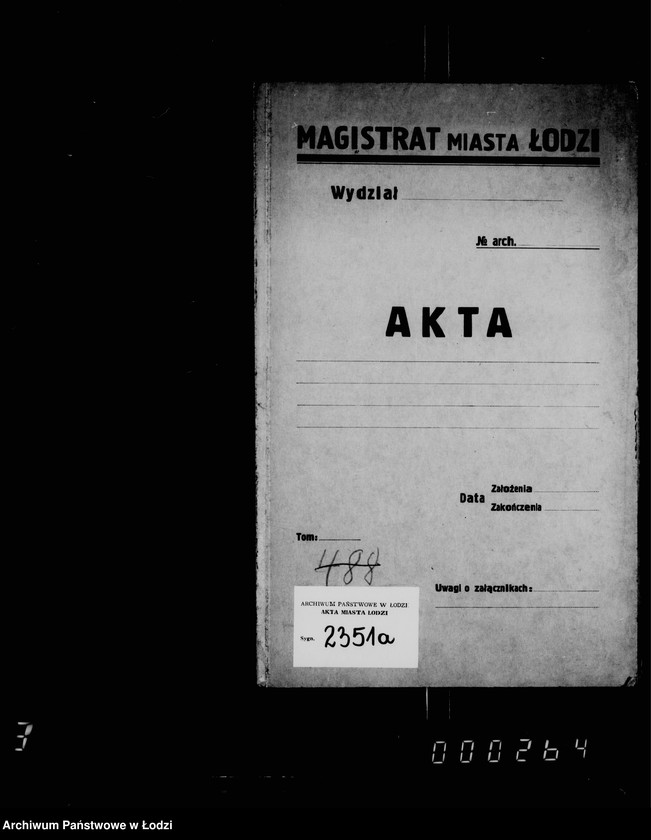 MAGISTRAT MIASTA ŁODZI
Wydział
№ arch.
AKTA
Data Założenia
Zakończenia
Tom:
488
Uwagi o załącznikach:
ARCHIWUM PAŃSTWOWE W ŁODZI
AKTA MIASTA ŁODZI
Sygn. 2351a
3
000264
Archiwum Państwowe w Łodzi